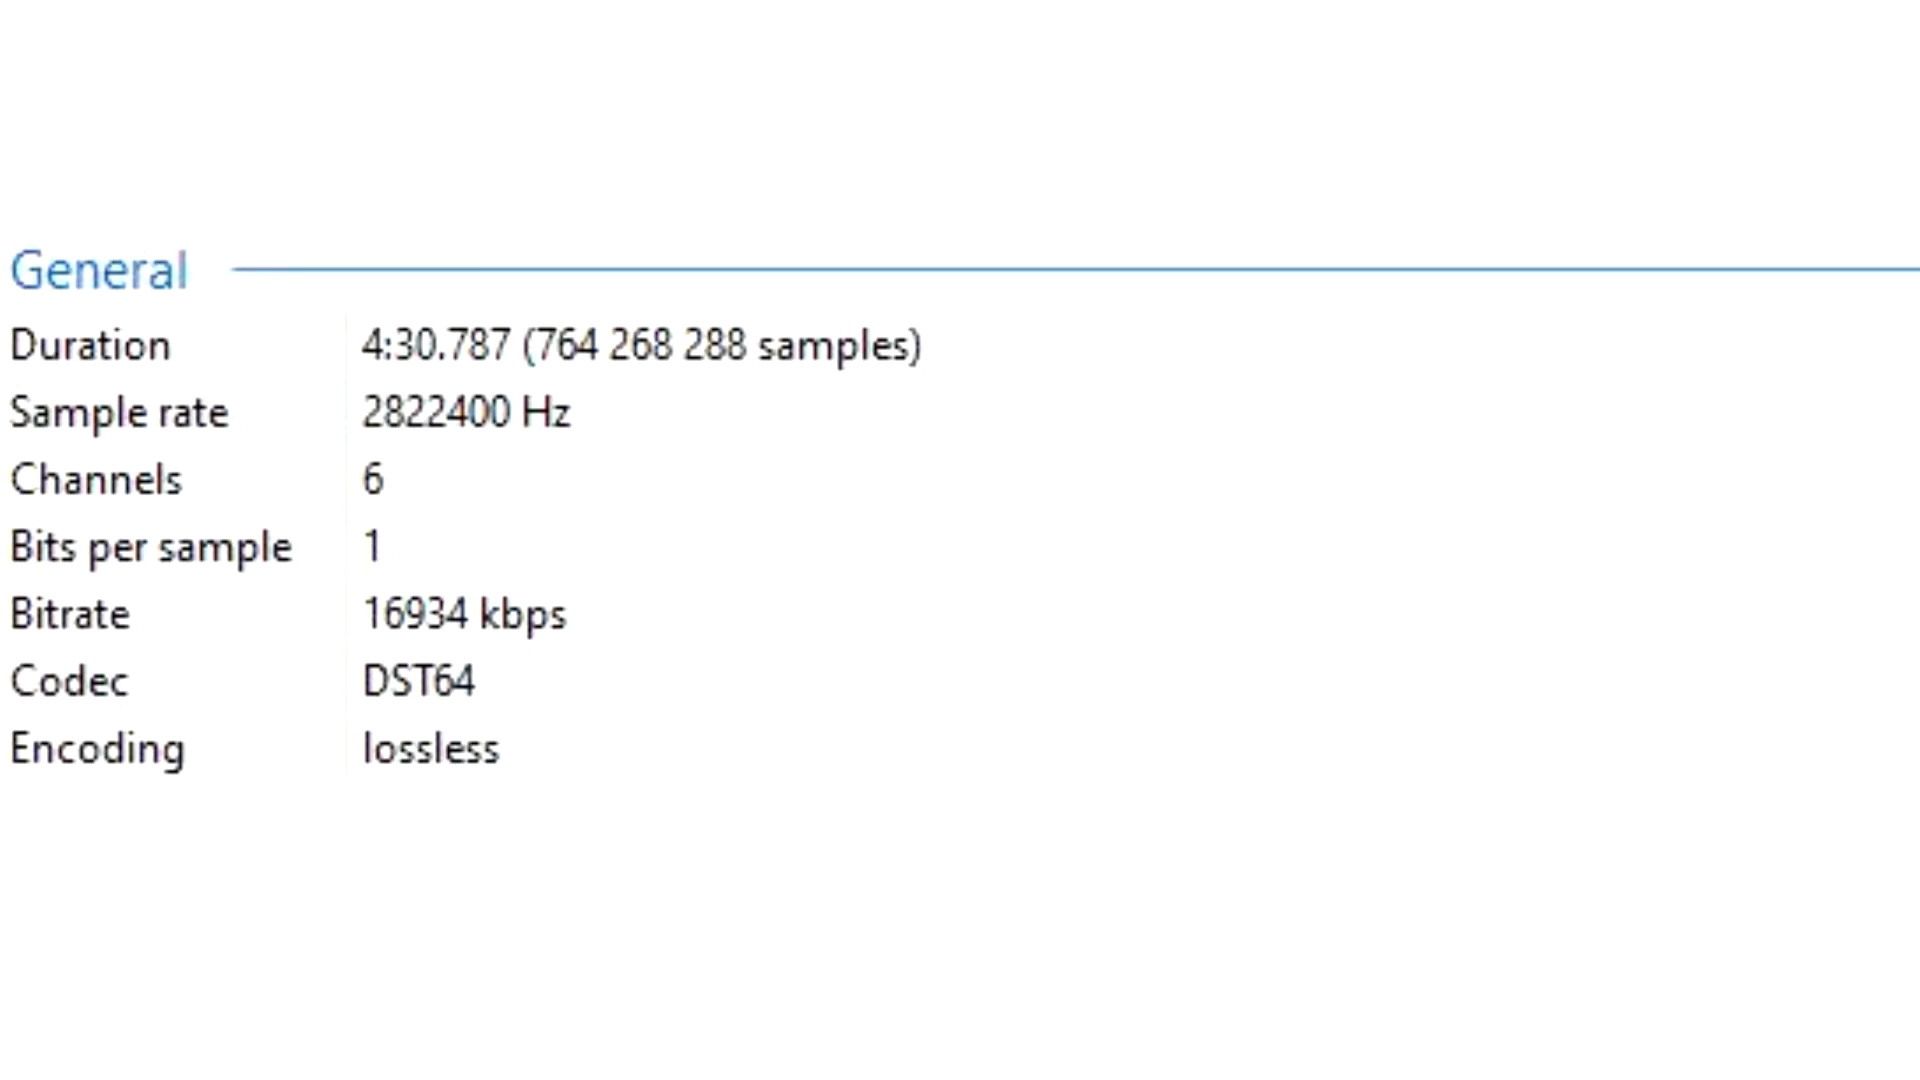 General
Duration 4:30.787 (764 268 288 samples)
Sample rate 2822400 Hz
Channels 6
Bits per sample 1
Bitrate 16934 kbps
Codec DST64
Encoding lossless